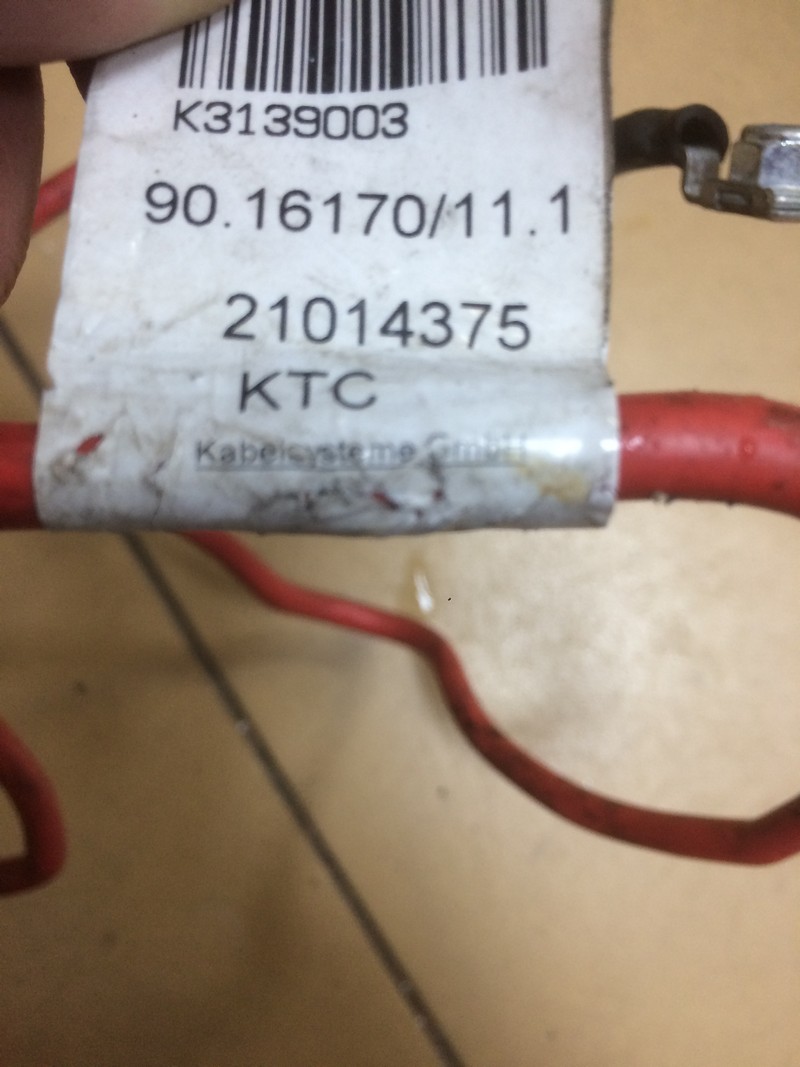 K3139003
90.16170/11.1
21014375
KTC
Kabelsysteme GmbH